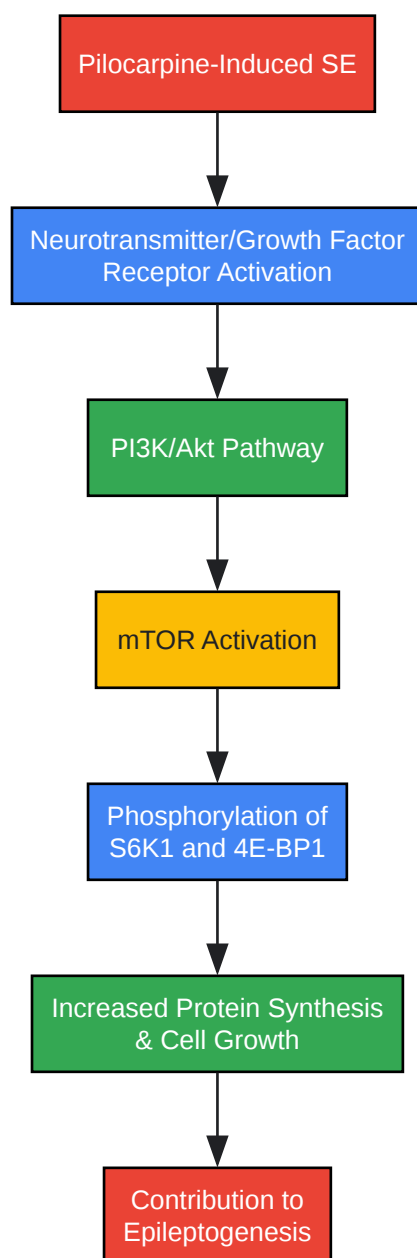 Pilocarpine-Induced SE
Neurotransmitter/Growth Factor
Receptor Activation
PI3K/Akt Pathway
mTOR Activation
Phosphorylation of
S6K1 and 4E-BP1
Increased Protein Synthesis
& Cell Growth
Contribution to
Epileptogenesis